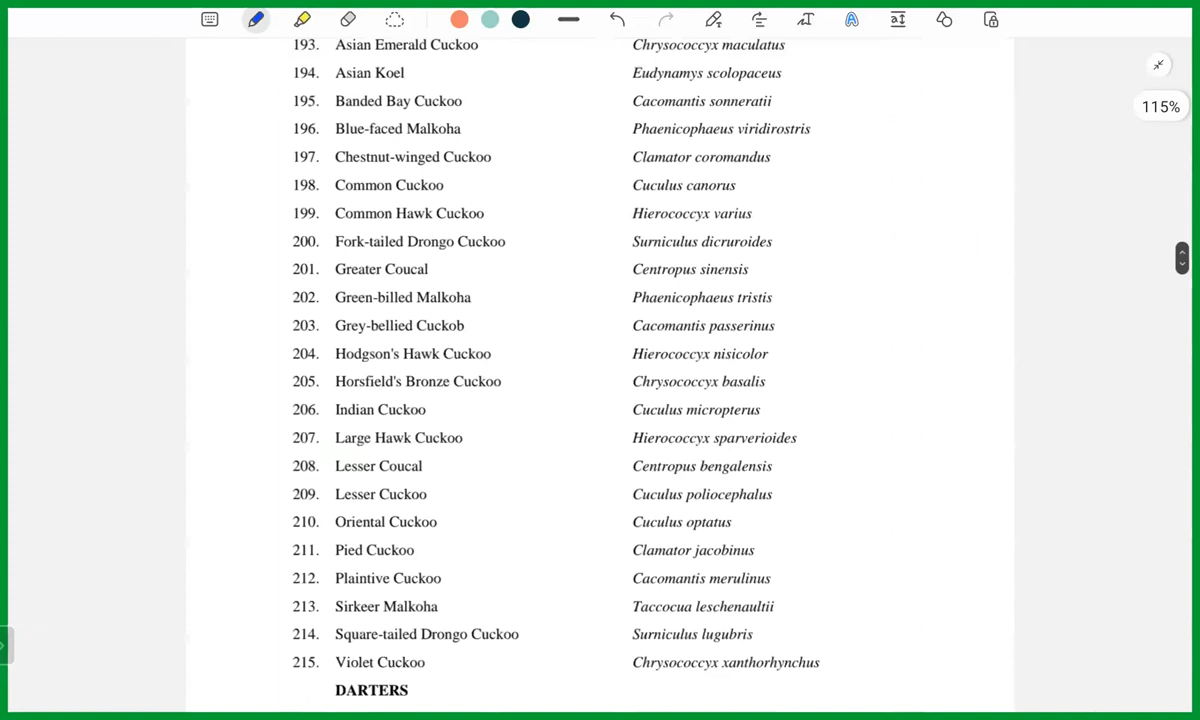 115%
193. Asian Emerald Cuckoo Chrysococcyx maculatus
194. Asian Koel Eudynamys scolopaceus
195. Banded Bay Cuckoo Cacomantis sonneratii
196. Blue-faced Malkoha Phaenicophaeus viridirostris
197. Chestnut-winged Cuckoo Clamator coromandus
198. Common Cuckoo Cuculus canorus
199. Common Hawk Cuckoo Hierococcyx varius
200. Fork-tailed Drongo Cuckoo Surniculus dicruroides
201. Greater Coucal Centropus sinensis
202. Green-billed Malkoha Phaenicophaeus tristis
203. Grey-bellied Cuckob Cacomantis passerinus
204. Hodgson's Hawk Cuckoo Hierococcyx nisicolor
205. Horsfield's Bronze Cuckoo Chrysococcyx basalis
206. Indian Cuckoo Cuculus micropterus
207. Large Hawk Cuckoo Hierococcyx sparverioides
208. Lesser Coucal Centropus bengalensis
209. Lesser Cuckoo Cuculus poliocephalus
210. Oriental Cuckoo Cuculus optatus
211. Pied Cuckoo Clamator jacobinus
212. Plaintive Cuckoo Cacomantis merulinus
213. Sirkeer Malkoha Taccocua leschenaultii
214. Square-tailed Drongo Cuckoo Surniculus lugubris
215. Violet Cuckoo Chrysococcyx xanthorhynchus
DARTERS